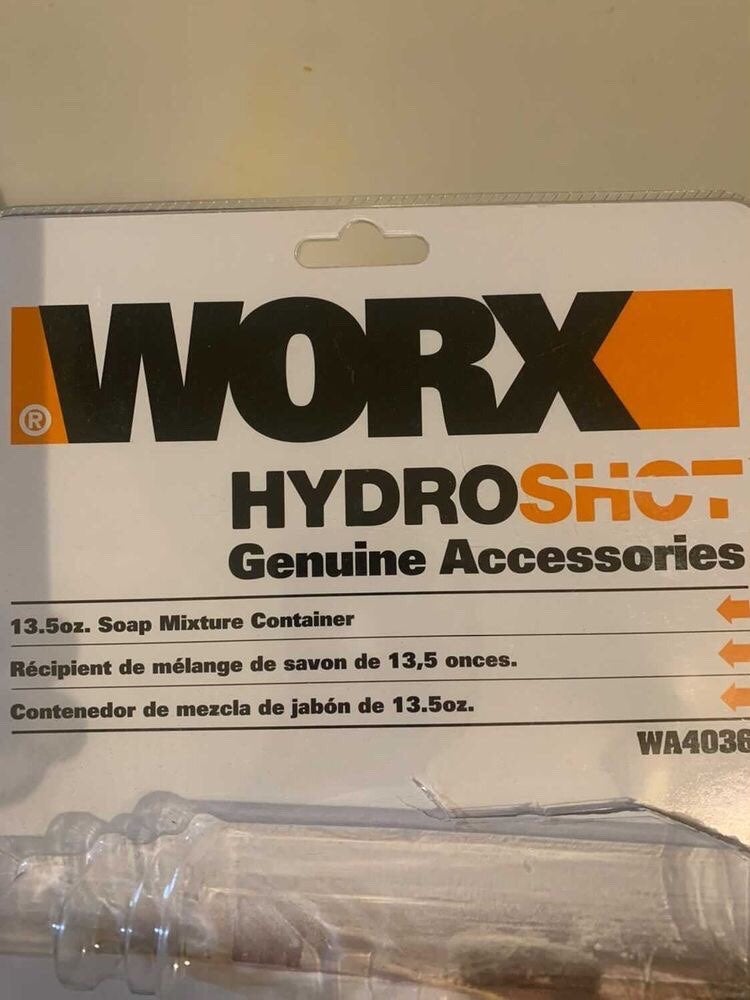 ® WORX
HYDROSHOT
Genuine Accessories
13.5oz. Soap Mixture Container
Récipient de mélange de savon de 13,5 onces.
Contenedor de mezcla de jabón de 13.5oz.
WA4036